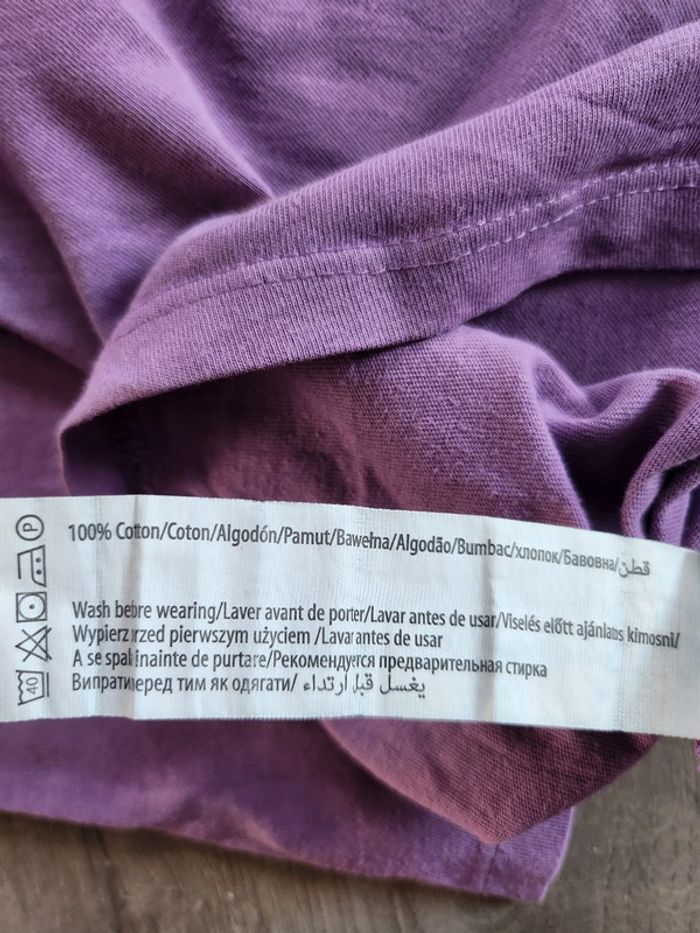 100% Cotton/Coton/Algodón/Pamut/Bawełna/Algodão/Bumbac/хлопок/Бавовна/قطن
Wash before wearing/Laver avant de porter/Lavar antes de usar/Viselés előtt ajánlatos kimosni/
Wypierz przed pierwszym użyciem /Lavar antes de usar
A se spala înainte de purtare/Рекомендуется предварительная стирка
Випрати перед тим як одягати/ يغسل قبل ارتداء
P
40